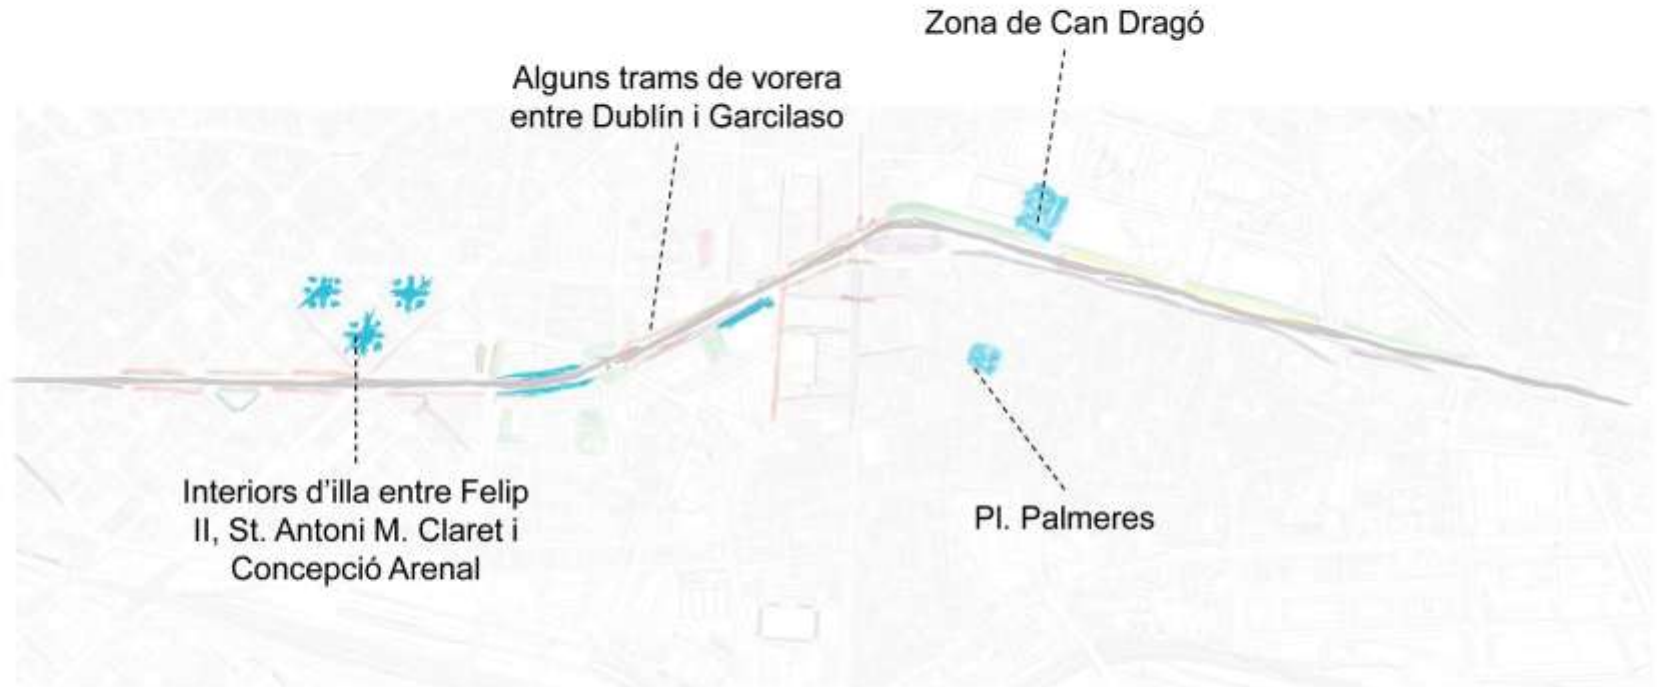 Zona de Can Dragó
Alguns trams de vorera
entre Dublín i Garcilaso
Interiors d'illa entre Felip
II, St. Antoni M. Claret i
Concepció Arenal
Pl. Palmeres